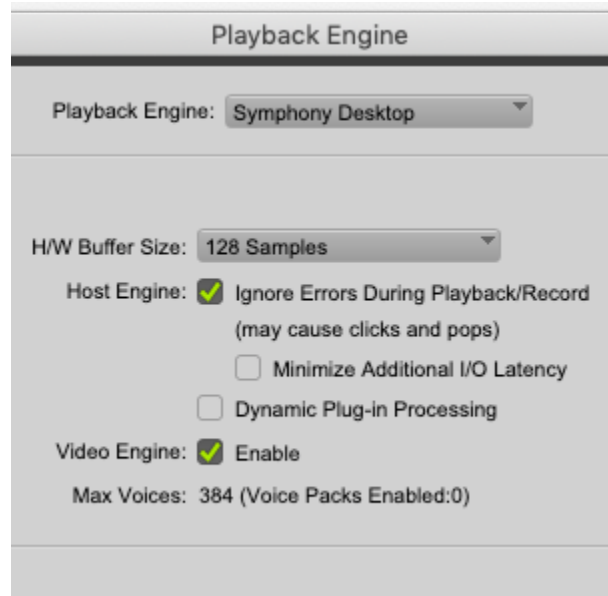 Playback Engine
Playback Engine: Symphony Desktop
H/W Buffer Size: 128 Samples
Host Engine: Ignore Errors During Playback/Record
(may cause clicks and pops)
Minimize Additional I/O Latency
Dynamic Plug-in Processing
Video Engine: Enable
Max Voices: 384 (Voice Packs Enabled:0)